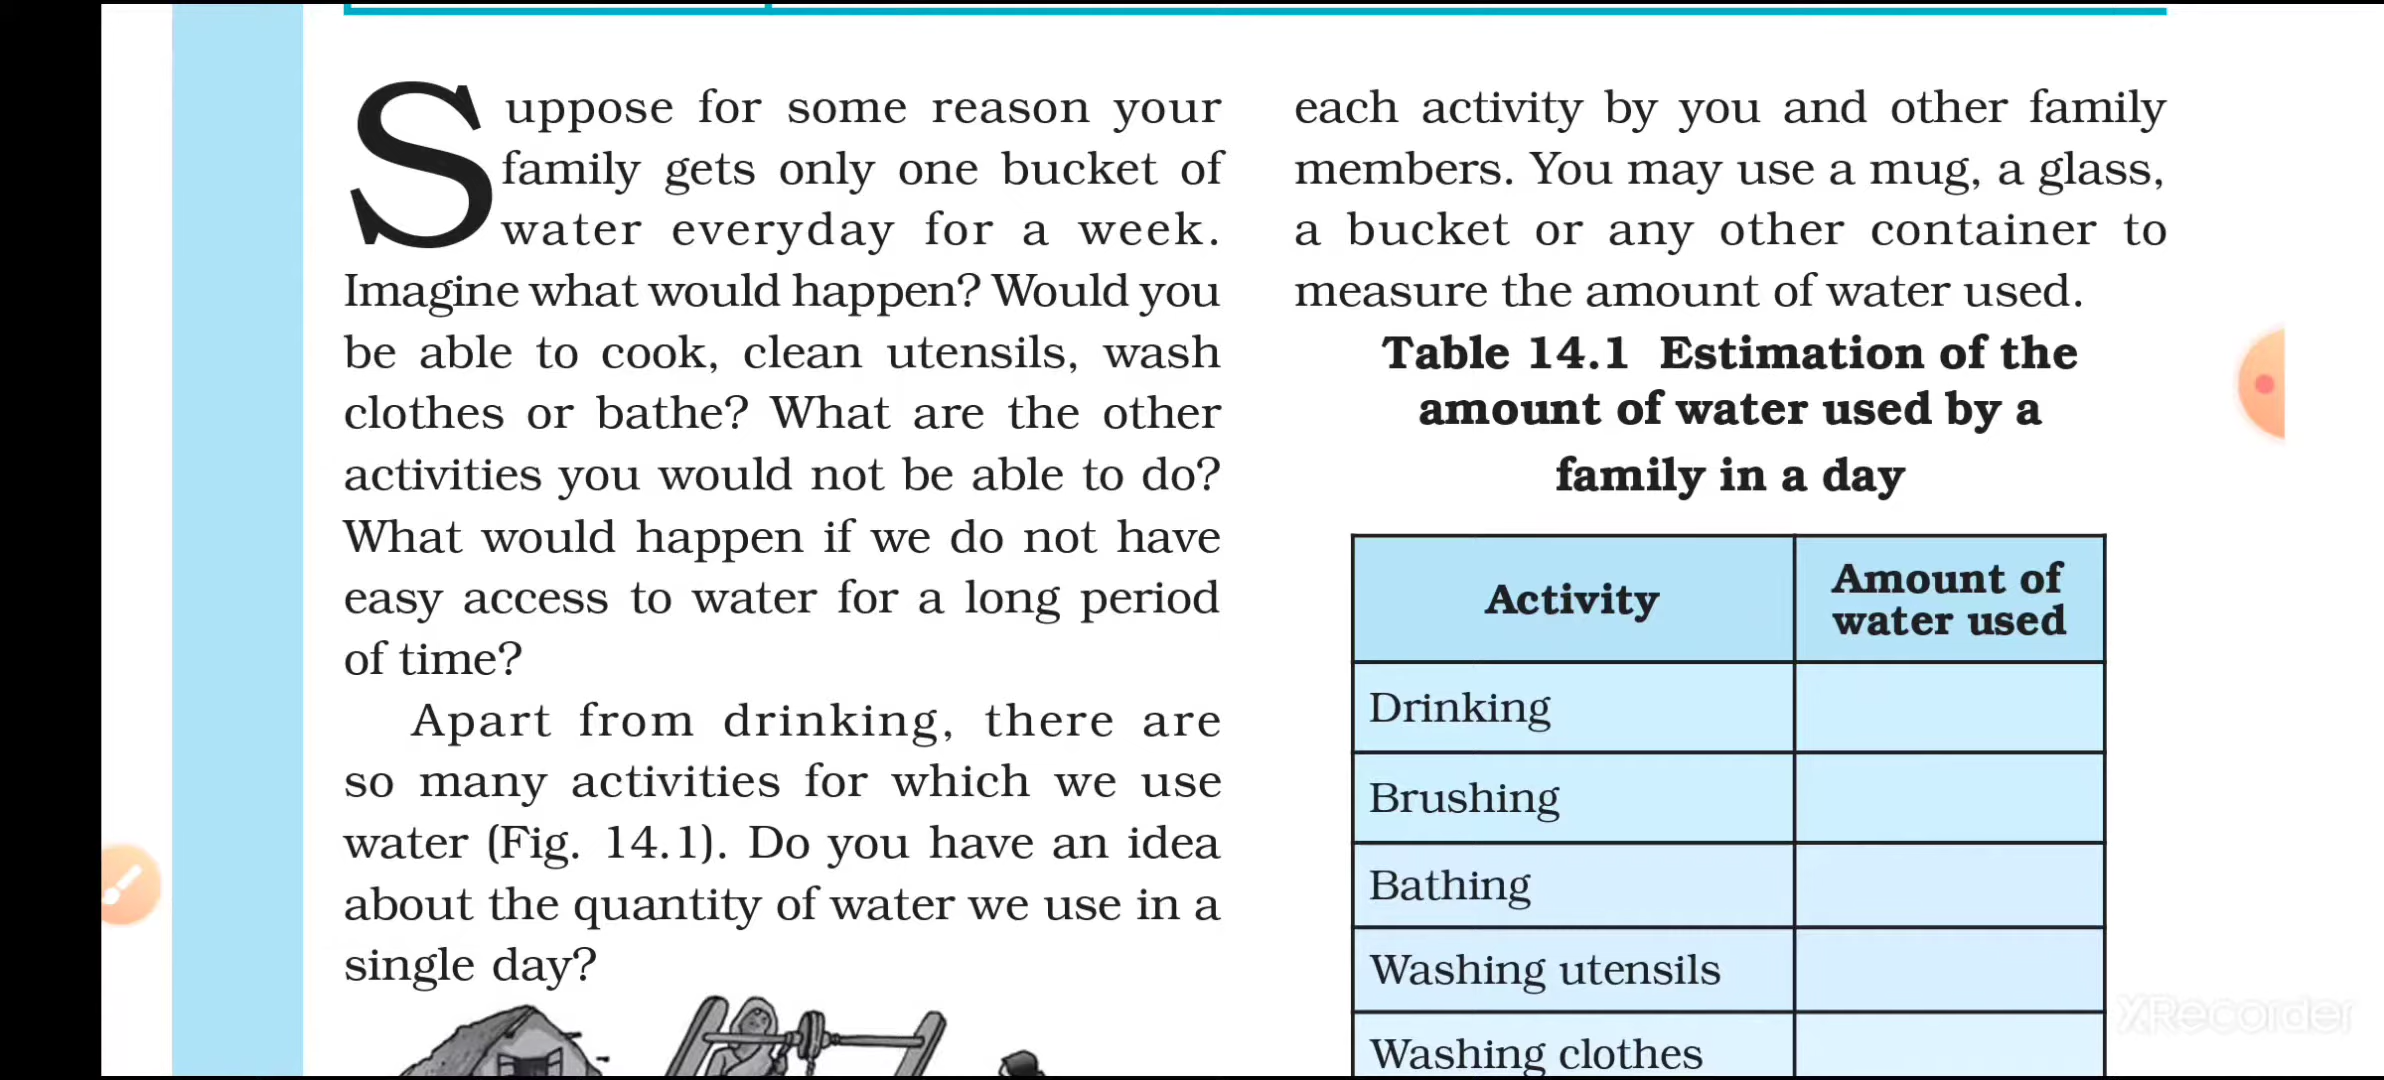 Suppose for some reason your
family gets only one bucket of
water everyday for a week.
Imagine what would happen? Would you
be able to cook, clean utensils, wash
clothes or bathe? What are the other
activities you would not be able to do?
What would happen if we do not have
easy access to water for a long period
of time?
Apart from drinking, there are
so many activities for which we use
water (Fig. 14.1). Do you have an idea
about the quantity of water we use in a
single day?
each activity by you and other family
members. You may use a mug, a glass,
a bucket or any other container to
measure the amount of water used.
Table 14.1 Estimation of the
amount of water used by a
family in a day
Activity
Amount of
water used
Drinking
Brushing
Bathing
Washing utensils
Washing clothes
XRecorder